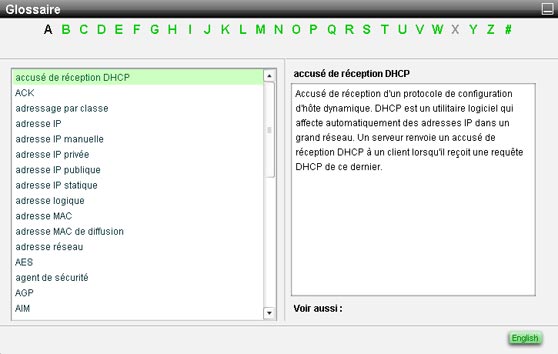 Glossaire
A B C D E F G H I J K L M N O P Q R S T U V W X Y Z #
accusé de réception DHCP
ACK
adressage par classe
adresse IP
adresse IP manuelle
adresse IP privée
adresse IP publique
adresse IP statique
adresse logique
adresse MAC
adresse MAC de diffusion
adresse réseau
AES
agent de sécurité
AGP
AIM
accusé de réception DHCP
Accusé de réception d'un protocole de configuration
d'hôte dynamique. DHCP est un utilitaire logiciel qui
affecte automatiquement des adresses IP dans un
grand réseau. Un serveur renvoie un accusé de
réception DHCP à un client lorsqu'il reçoit une requête
DHCP de ce dernier.
Voir aussi :
English